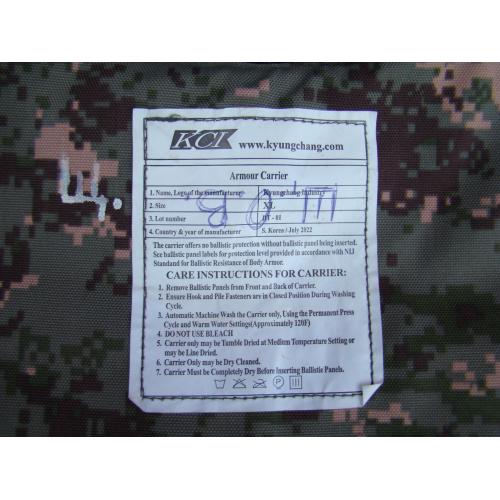 KCI www.kyungchang.com
Armour Carrier
1. Name, Logo of the manufacturer Kyungchang Industry
2. Size XL
3. Lot number DT - 01
4. Country & year of manufacturer S. Korea / July 2022
The carrier offers no ballistic protection without ballistic panel being inserted.
See ballistic panel labels for protection level provided in accordance with NIJ
Standard for Ballistic Resistance of Body Armor.
CARE INSTRUCTIONS FOR CARRIER:
1. Remove Ballistic Panels from Front and Back of Carrier.
2. Ensure Hook and Pile Fasteners are in Closed Position During Washing
Cycle.
3. Automatic Machine Wash the Carrier only, Using the Permanent Press
Cycle and Warm Water Settings(Approximately 120F)
4. DO NOT USE BLEACH
5. Carrier only may be Tumble Dried at Medium Temperature Setting or
may be Line Dried.
6. Carrier Only may be Dry Cleaned.
7. Carrier Must be Completely Dry Before Inserting Ballistic Panels.